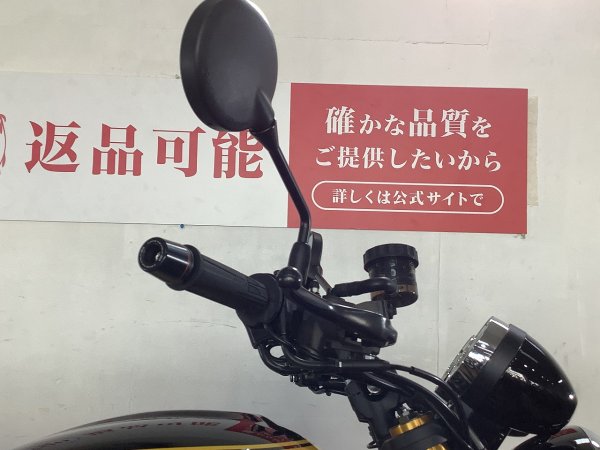 返品可能
確かな品質を
ご提供したいから
詳しくは公式サイトで